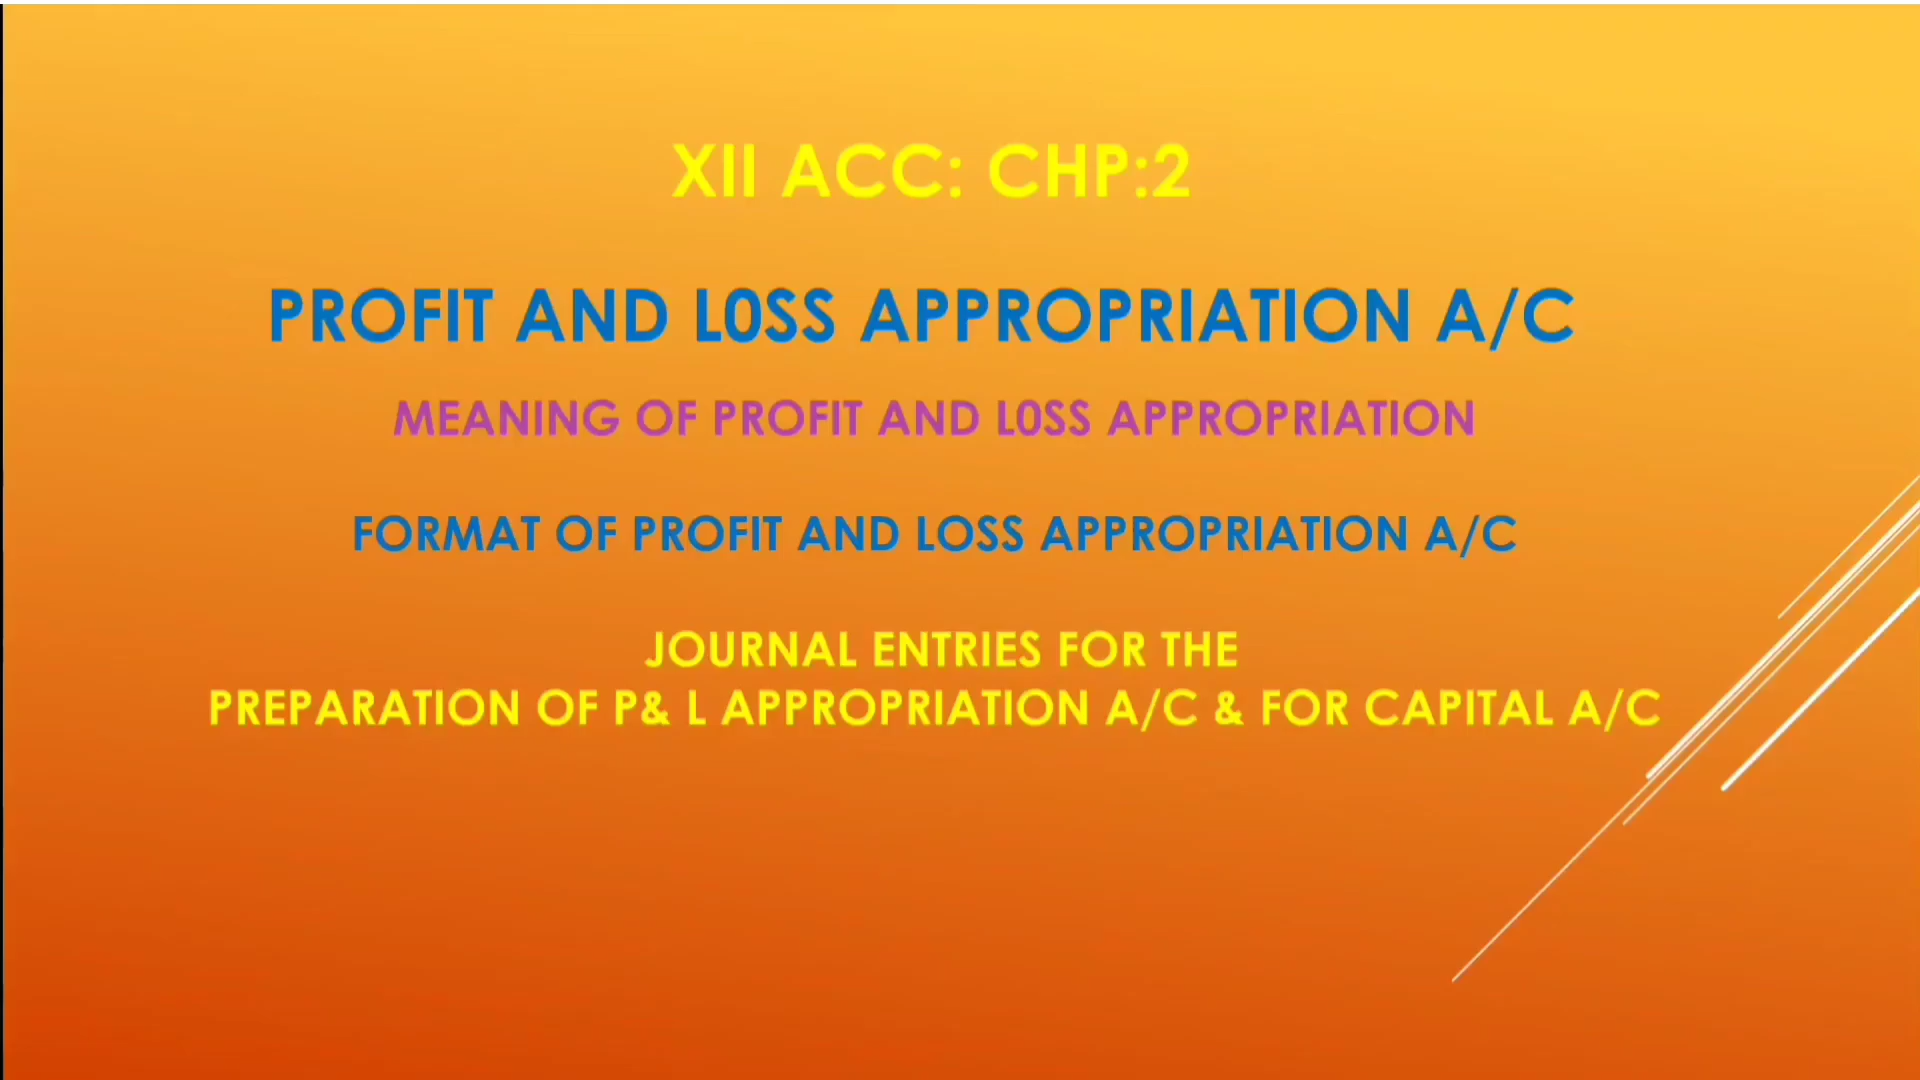 XII ACC: CHP:2
PROFIT AND L0SS APPROPRIATION A/C
MEANING OF PROFIT AND L0SS APPROPRIATION
FORMAT OF PROFIT AND LOSS APPROPRIATION A/C
JOURNAL ENTRIES FOR THE
PREPARATION OF P& L APPROPRIATION A/C & FOR CAPITAL A/C